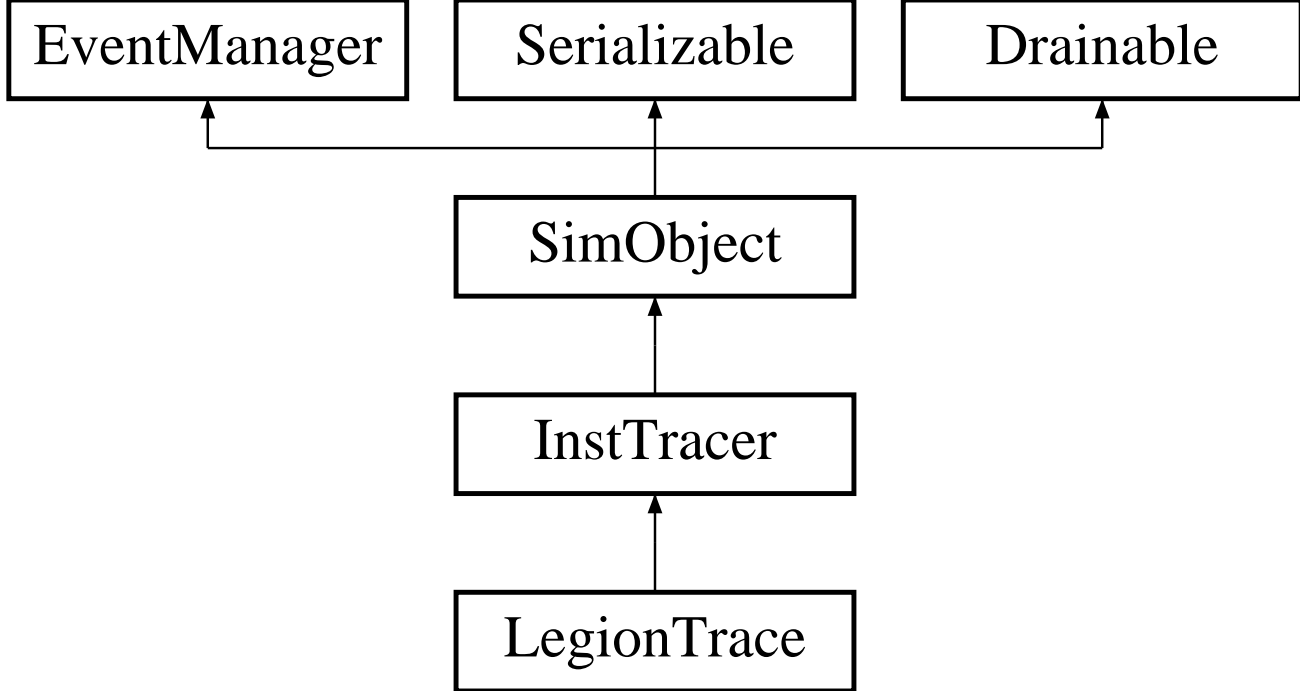 EventManager
Serializable
Drainable
SimObject
InstTracer
LegionTrace